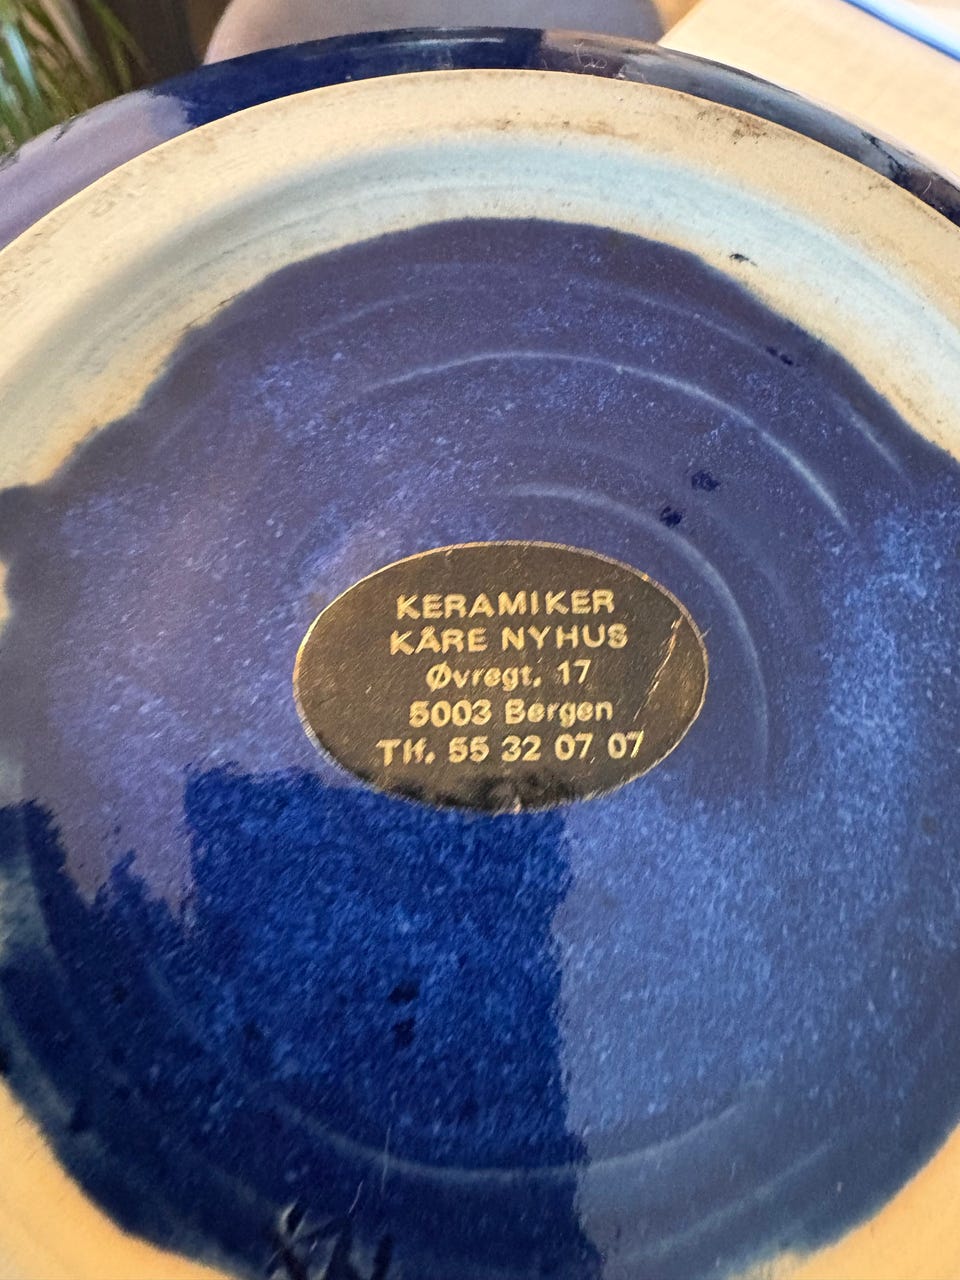 KERAMIKER
KÅRE NYHUS
Øvregt. 17
5003 Bergen
Tlf. 55 32 07 07